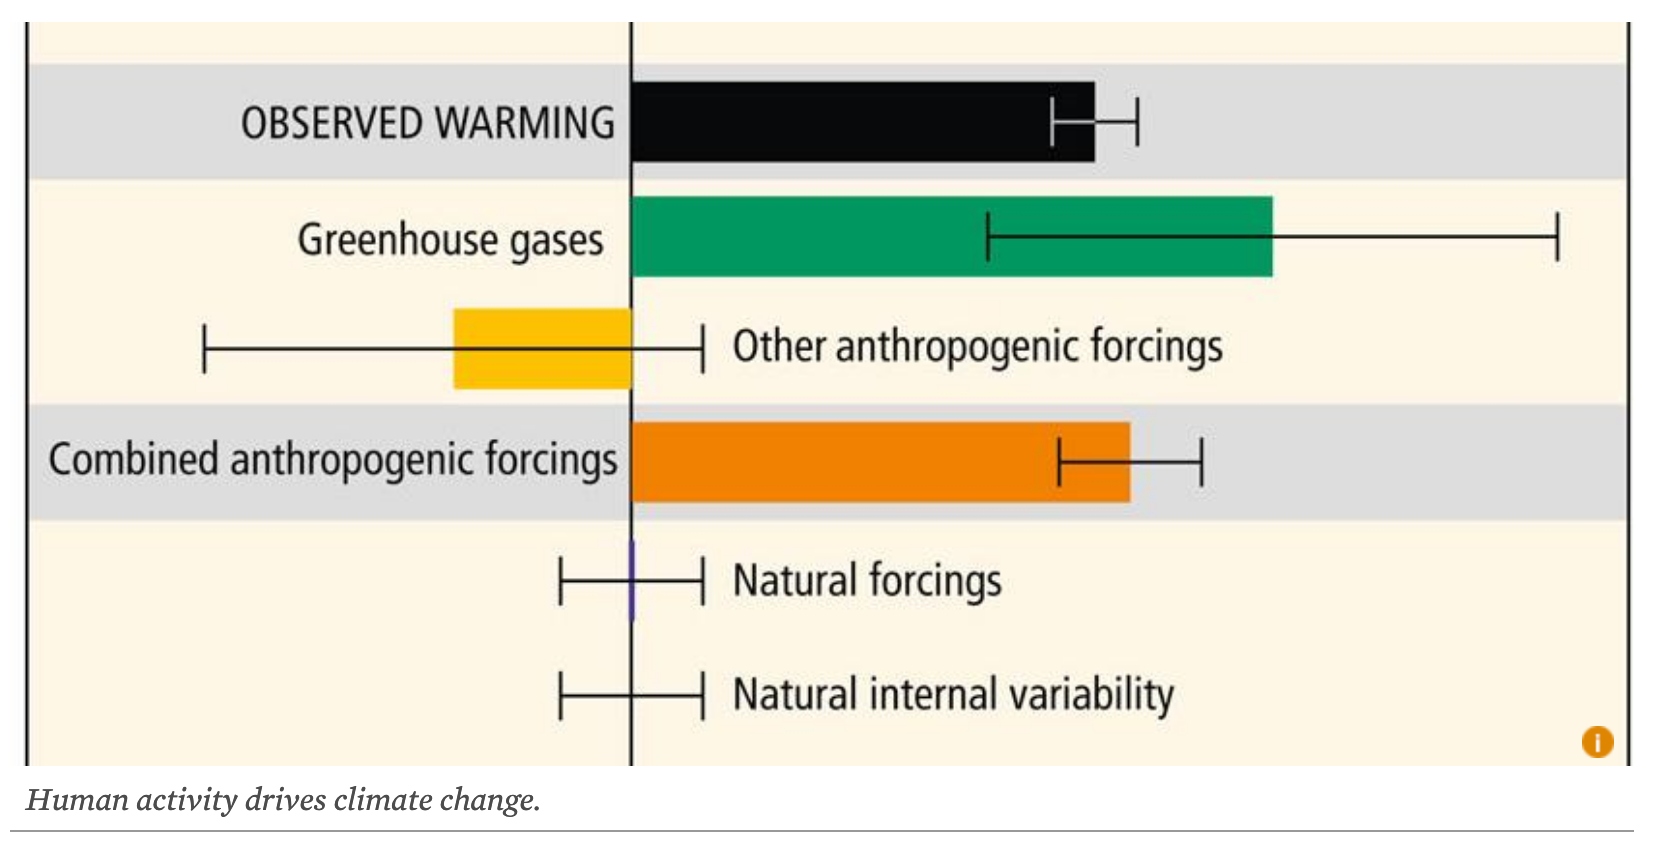 OBSERVED WARMING
Greenhouse gases
Other anthropogenic forcings
Combined anthropogenic forcings
Natural forcings
Natural internal variability
i
Human activity drives climate change.